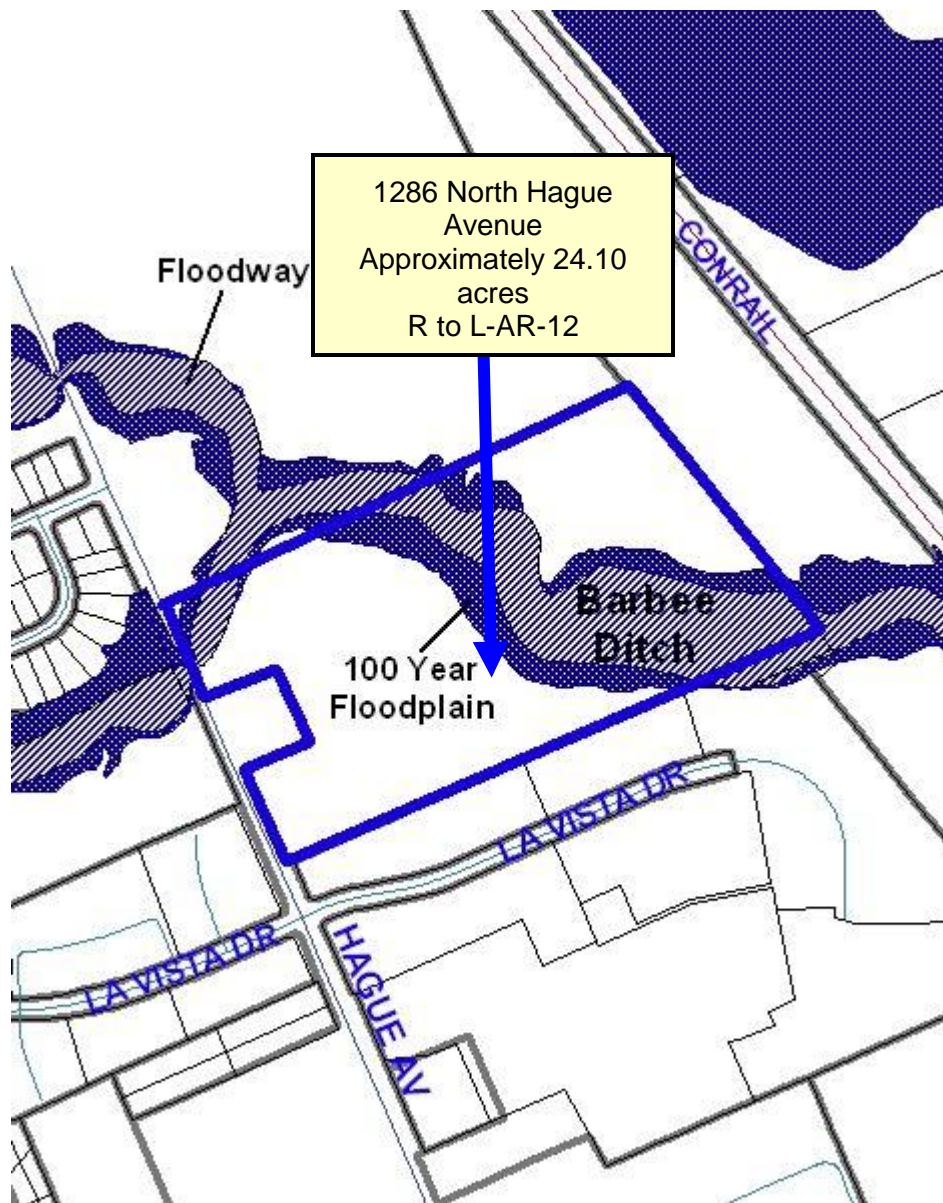 1286 North Hague
Avenue
Approximately 24.10
acres
R to L-AR-12
CONRAIL
Floodway
Barbee
Ditch
100 Year
Floodplain
LA VISTA DR
LA VISTA DR
HAGUE AV